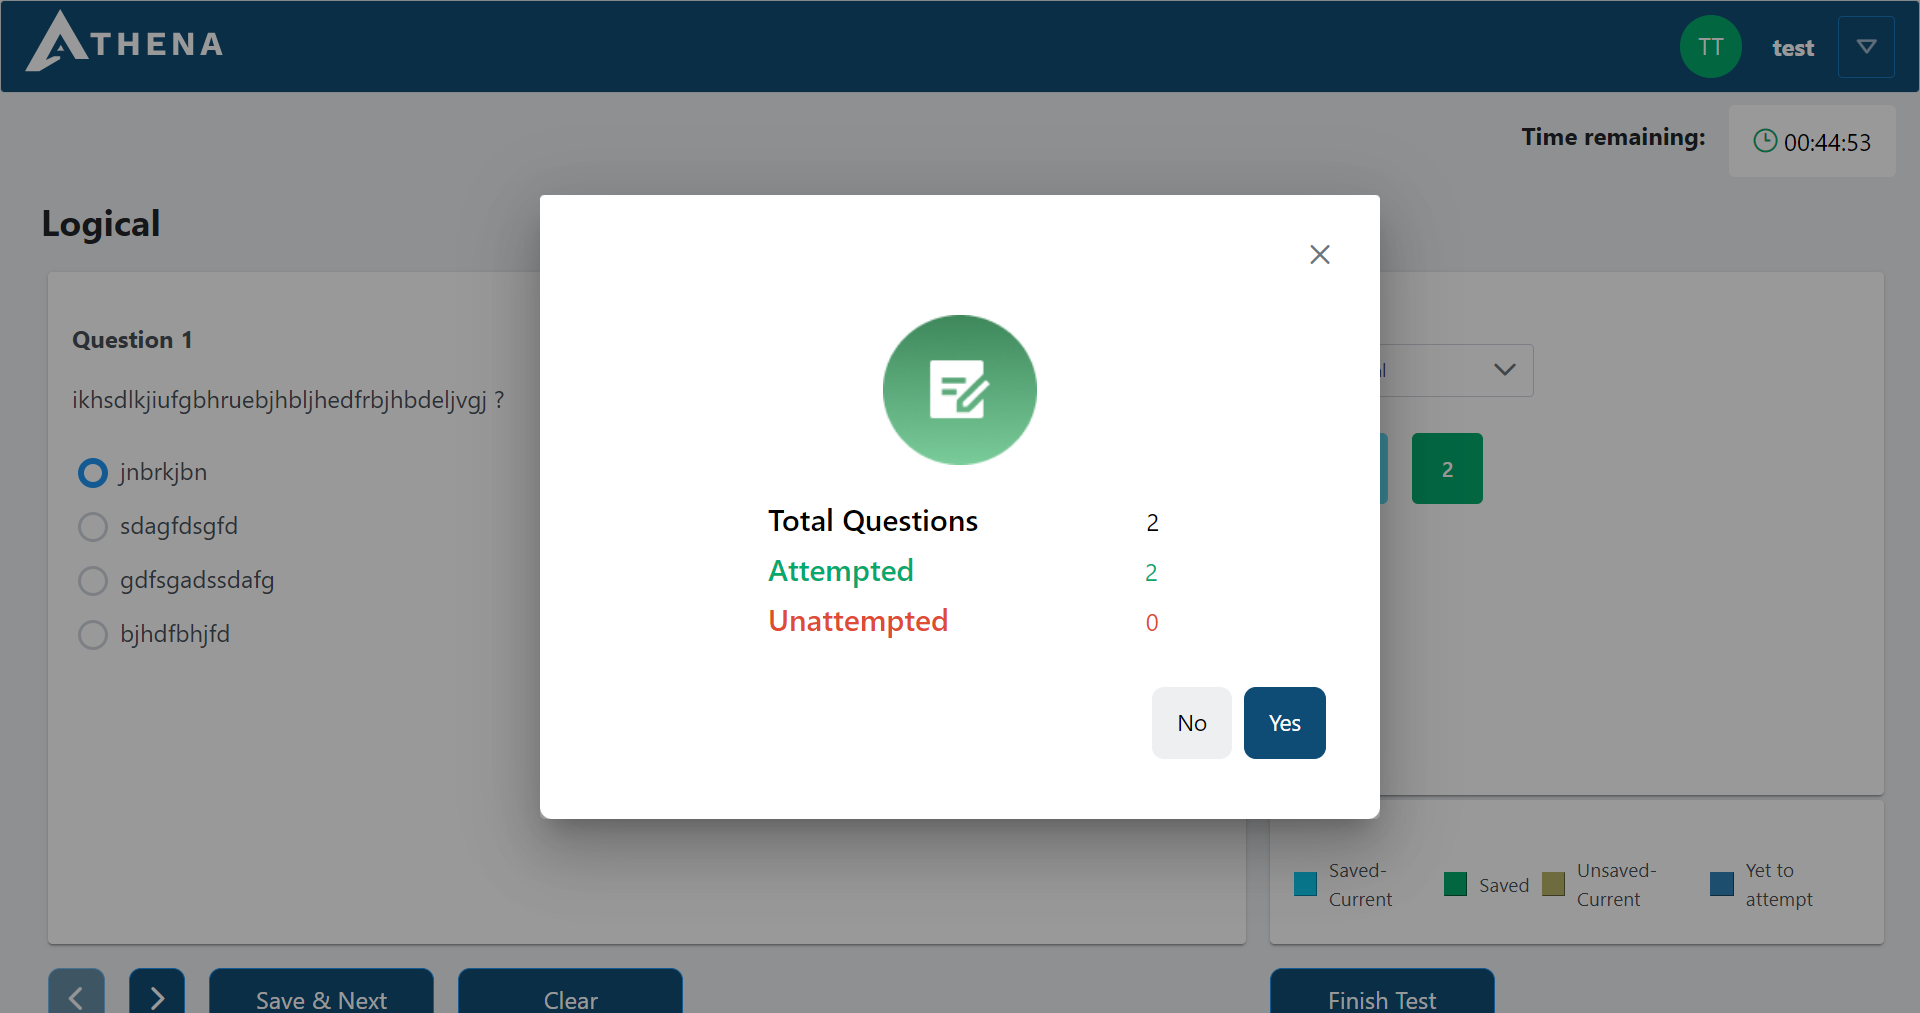 ATHENA
TT
test
Time remaining:
00:44:53
Logical
Question 1
ikhsdlkjiufgbhruebjhbljhedfrbjhbdeljvgj ?
jnbrkjbn
sdagfdsgfd
gdfsgadssdafg
bjhdfbhjfd
2
Total Questions 2
Attempted 2
Unattempted 0
No
Yes
Saved-
Current
Saved
Unsaved-
Current
Yet to
attempt
Save & Next
Clear
Finish Test